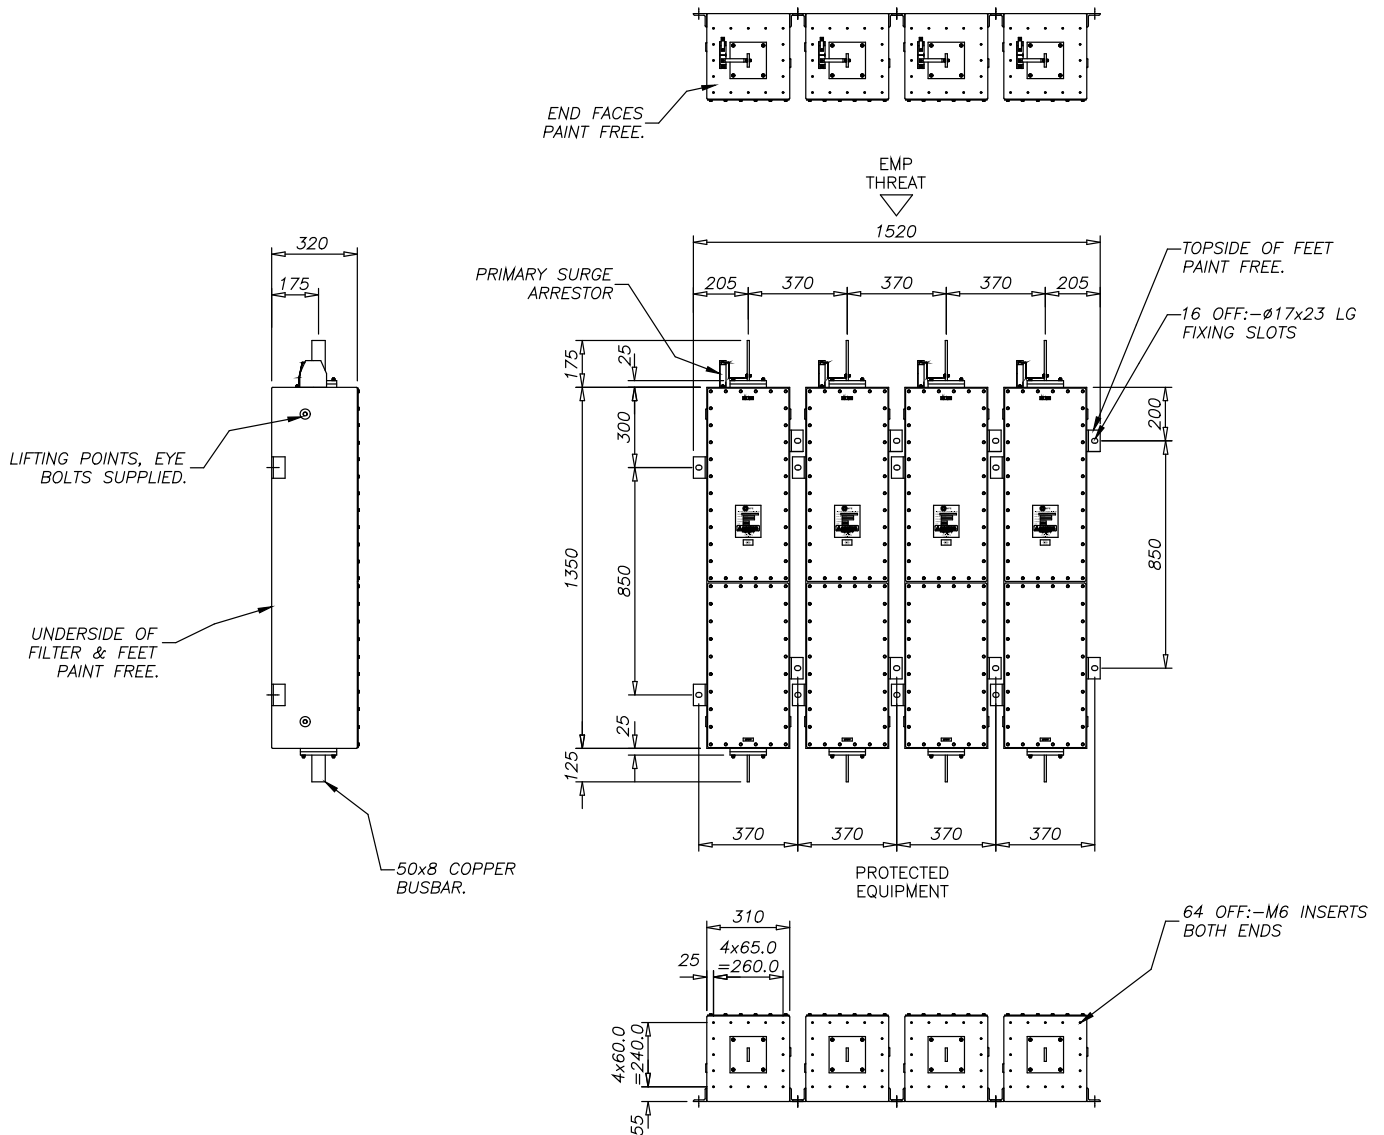 END FACES
PAINT FREE.
EMP
THREAT
1520
320
175
PRIMARY SURGE
ARRESTOR
205
370
370
370
205
TOPSIDE OF FEET
PAINT FREE.
16 OFF:-ø17x23 LG
FIXING SLOTS
175
25
300
200
LIFTING POINTS, EYE
BOLTS SUPPLIED.
1350
850
850
UNDERSIDE OF
FILTER & FEET
PAINT FREE.
25
125
370
370
370
370
50x8 COPPER
BUSBAR.
PROTECTED
EQUIPMENT
64 OFF:-M6 INSERTS
BOTH ENDS
310
25
4x65.0
=260.0
4x60.0
=240.0
55